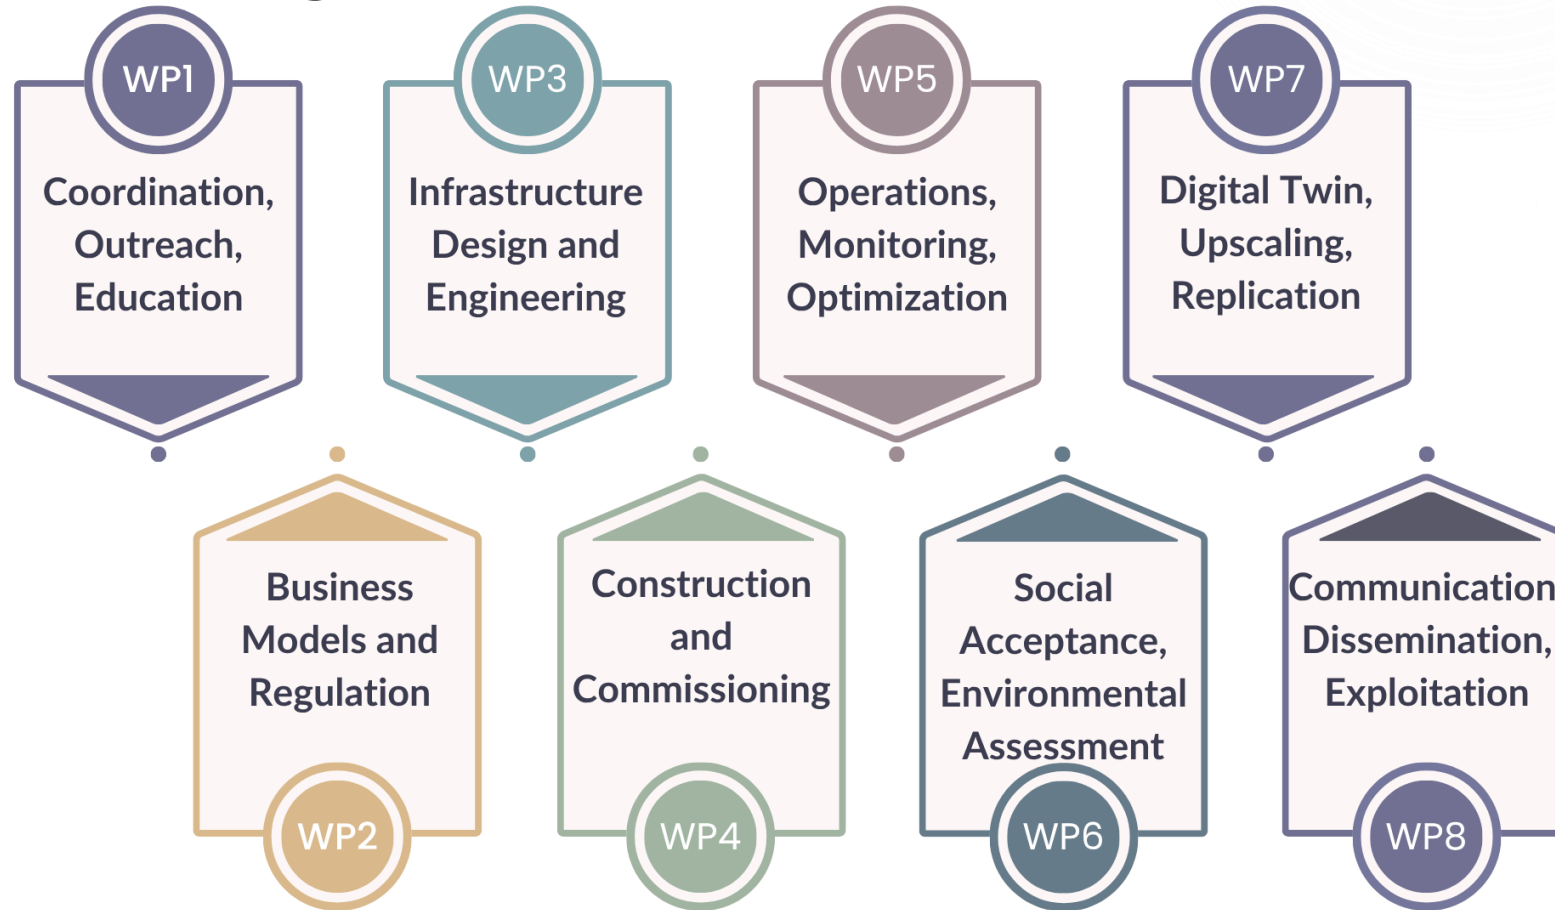 WP1
Coordination,
Outreach,
Education
WP3
Infrastructure
Design and
Engineering
WP5
Operations,
Monitoring,
Optimization
WP7
Digital Twin,
Upscaling,
Replication
Business
Models and
Regulation
WP2
Construction
and
Commissioning
WP4
Social
Acceptance,
Environmental
Assessment
WP6
Communication
Dissemination,
Exploitation
WP8